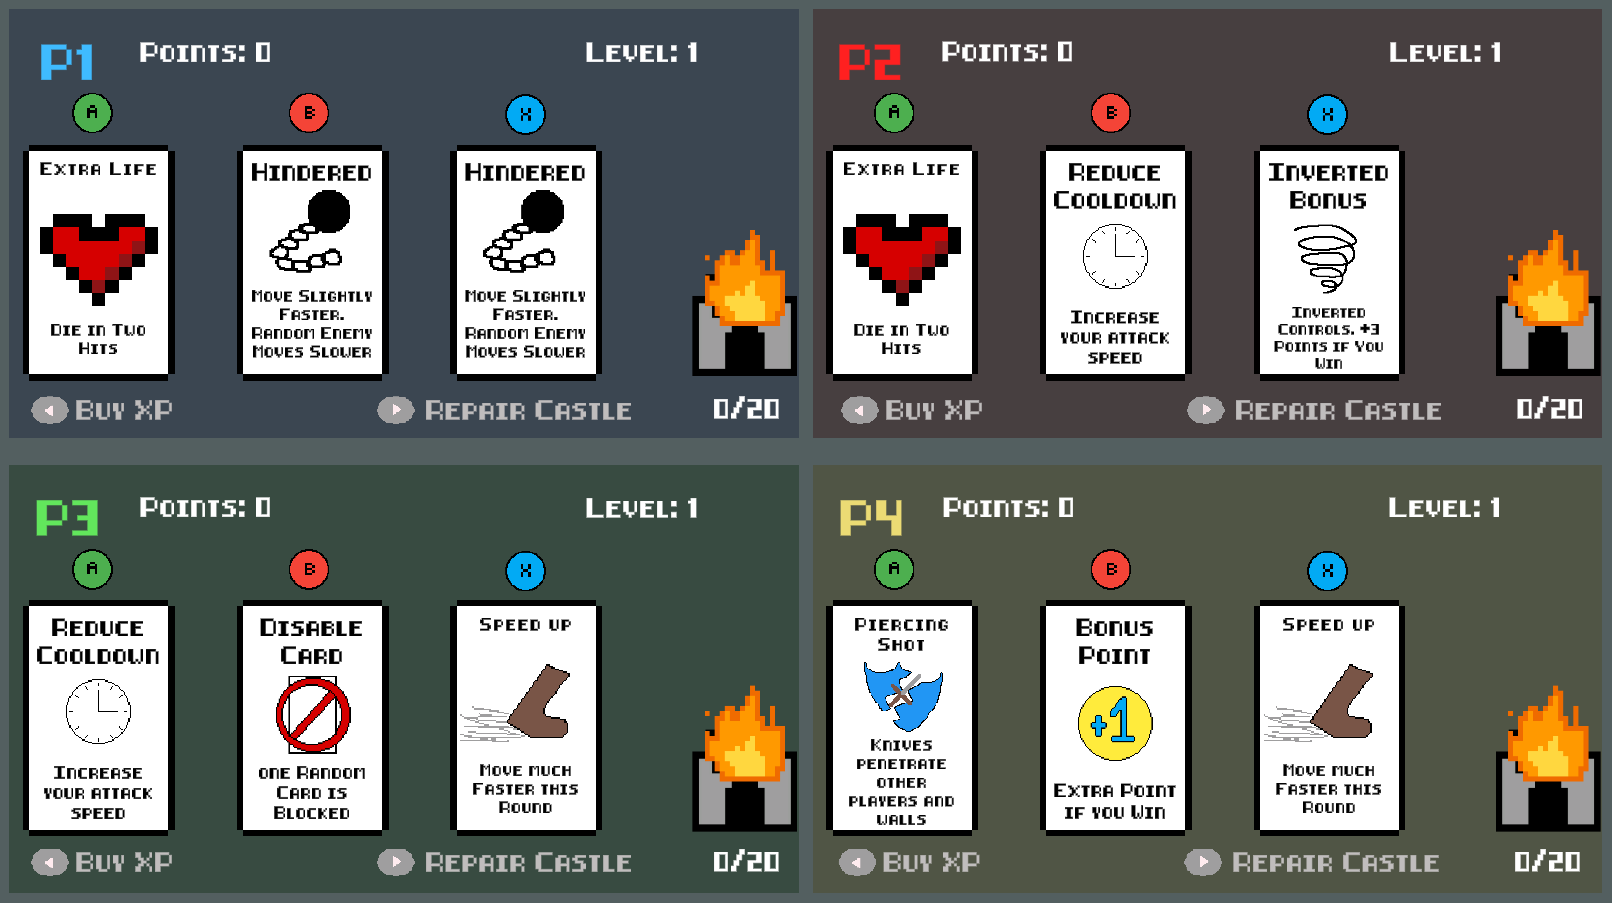 P1
Points: 0
Level: 1
A
B
X
Extra Life
Die in Two
Hits
Hindered
Move Slightly
Faster.
Random Enemy
Moves Slower
Hindered
Move Slightly
Faster.
Random Enemy
Moves Slower
Buy XP
Repair Castle
0/20
P2
Points: 0
Level: 1
A
B
X
Extra Life
Die in Two
Hits
Reduce
Cooldown
Increase
your attack
speed
Inverted
Bonus
Inverted
Controls. +3
Points if You
Win
Buy XP
Repair Castle
0/20
P3
Points: 0
Level: 1
A
B
X
Reduce
Cooldown
Increase
your attack
speed
Disable
Card
one Random
Card is
Blocked
Speed up
Move much
Faster this
Round
Buy XP
Repair Castle
0/20
P4
Points: 0
Level: 1
A
B
X
Piercing
Shot
Knives
penetrate
other
players and
walls
Bonus
Point
+1
Extra Point
if you Win
Speed up
Move much
Faster this
Round
Buy XP
Repair Castle
0/20